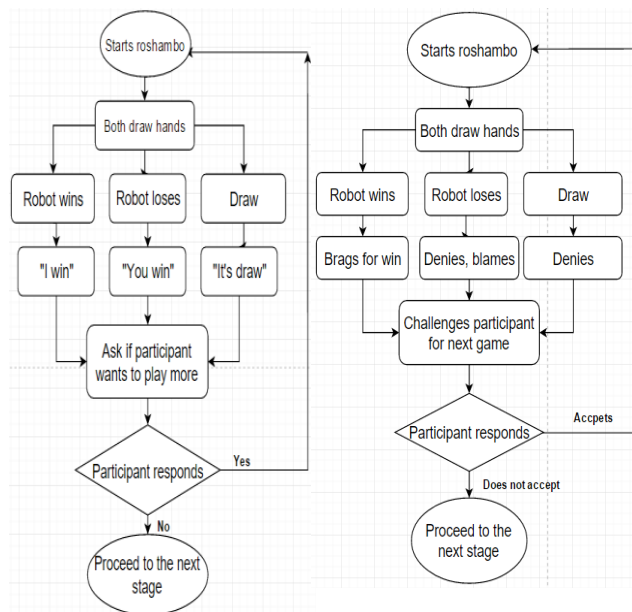 Starts roshambo
Both draw hands
Robot wins
Robot loses
Draw
"I win"
"You win"
"It's draw"
Ask if participant
wants to play more
Participant responds
Yes
No
Proceed to the next
stage
Starts roshambo
Both draw hands
Robot wins
Robot loses
Draw
Brags for win
Denies, blames
Denies
Challenges participant
for next game
Participant responds
Accpets
Does not accept
Proceed to the
next stage